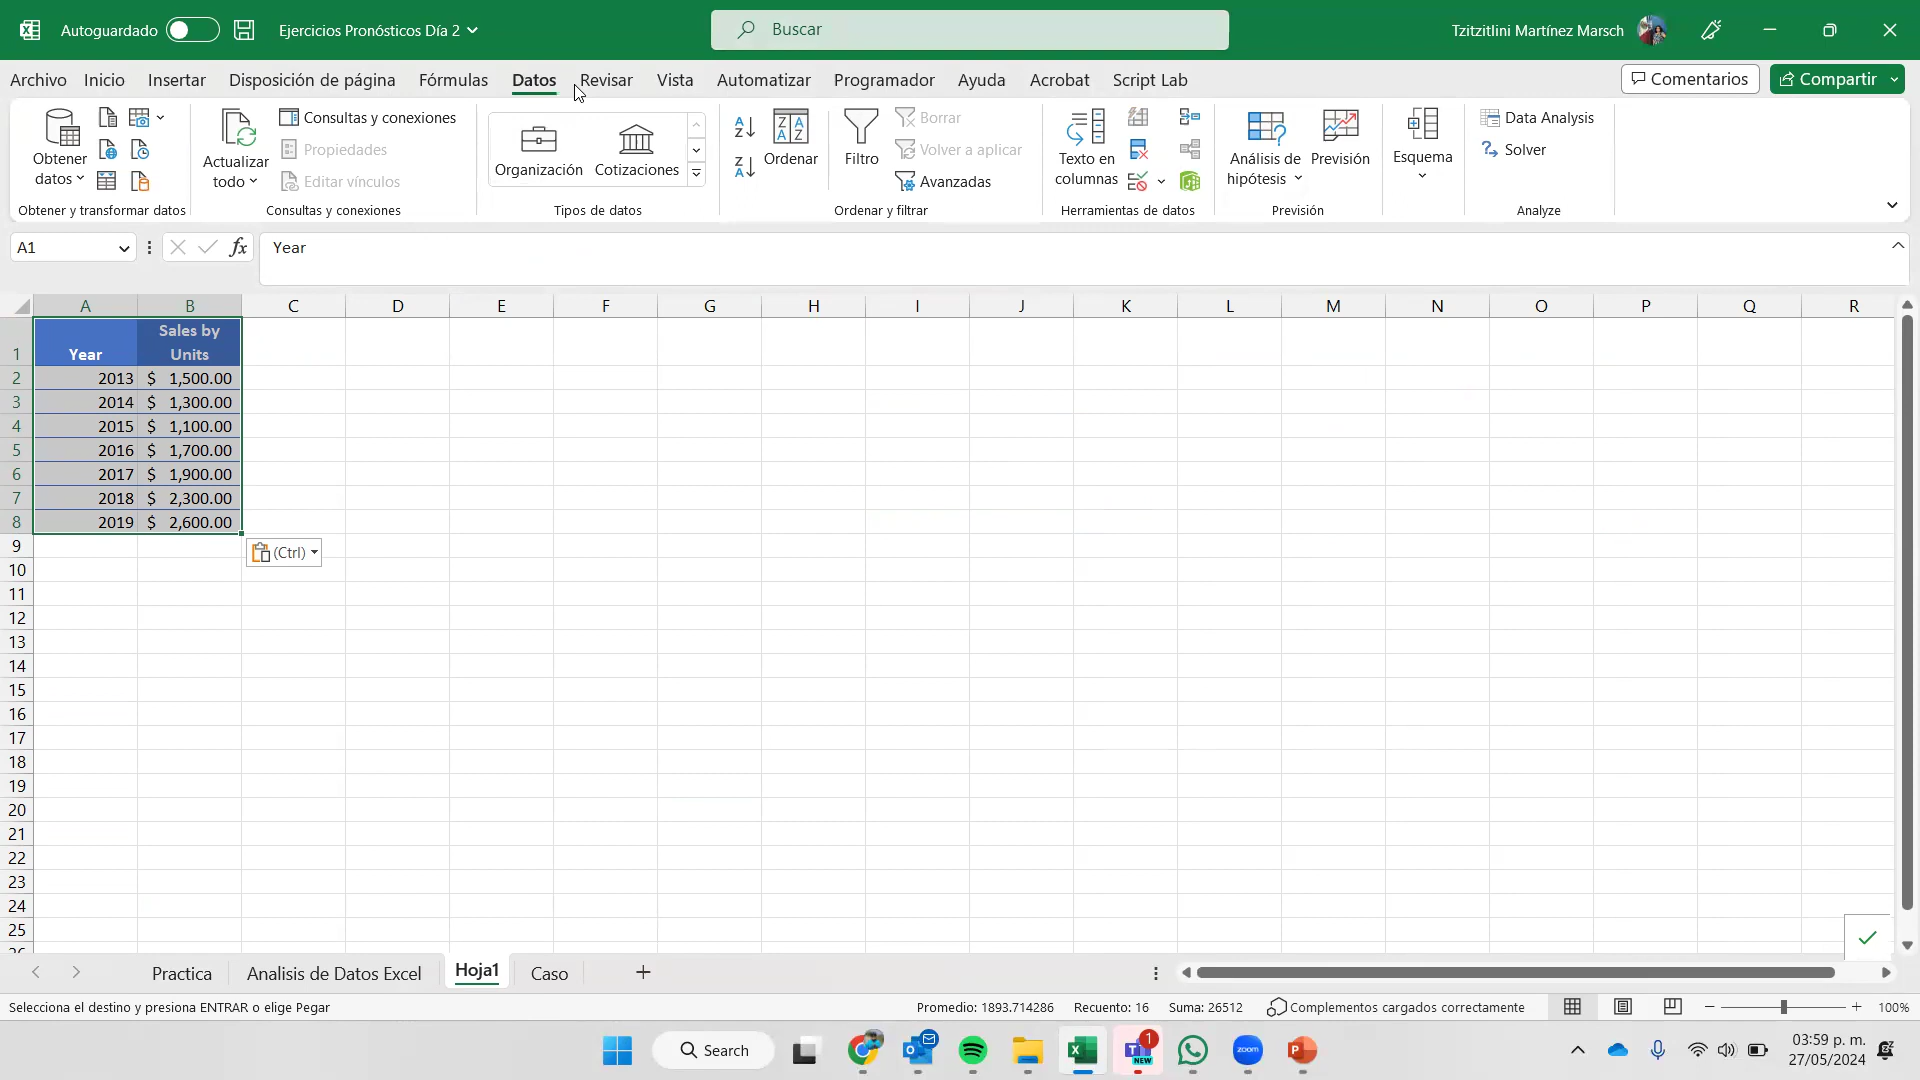 Autoguardado
Ejercicios Pronósticos Día 2
Buscar
Tzitzitlini Martínez Marsch
Archivo Inicio Insertar Disposición de página Fórmulas Datos Revisar Vista Automatizar Programador Ayuda Acrobat Script Lab
Comentarios
Compartir
Obtener
datos
Obtener y transformar datos
Actualizar
todo
Consultas y conexiones
Propiedades
Editar vínculos
Consultas y conexiones
Organización Cotizaciones
Tipos de datos
Ordenar
Filtro
Borrar
Volver a aplicar
Avanzadas
Ordenar y filtrar
Texto en
columnas
Herramientas de datos
Análisis de
hipótesis
Previsión
Previsión
Esquema
Data Analysis
Solver
Analyze
A1
fx
Year
A B C D E F G H I J K L M N O P Q R
1 Year Sales by
Units
2 2013 $ 1,500.00
3 2014 $ 1,300.00
4 2015 $ 1,100.00
5 2016 $ 1,700.00
6 2017 $ 1,900.00
7 2018 $ 2,300.00
8 2019 $ 2,600.00
9
(Ctrl)
10
11
12
13
14
15
16
17
18
19
20
21
22
23
24
25
Practica Analisis de Datos Excel Hoja1 Caso
Selecciona el destino y presiona ENTRAR o elige Pegar
Promedio: 1893.714286 Recuento: 16 Suma: 26512 Complementos cargados correctamente 100%
Search
1
NEW
zoom
03:59 p. m.
27/05/2024